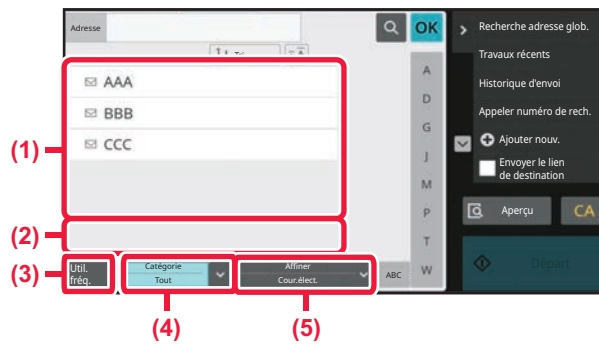 Adresse
OK
Recherche adresse glob.
Travaux récents
Historique d'envoi
Appeler numéro de rech.
Ajouter nouv.
Envoyer le lien
de destination
Aperçu
CA
Départ
AAA
BBB
CCC
A
D
G
J
M
P
T
W
ABC
Util.
fréq.
Catégorie
Tout
Affiner
Cour.élect.
(1)
(2)
(3)
(4)
(5)